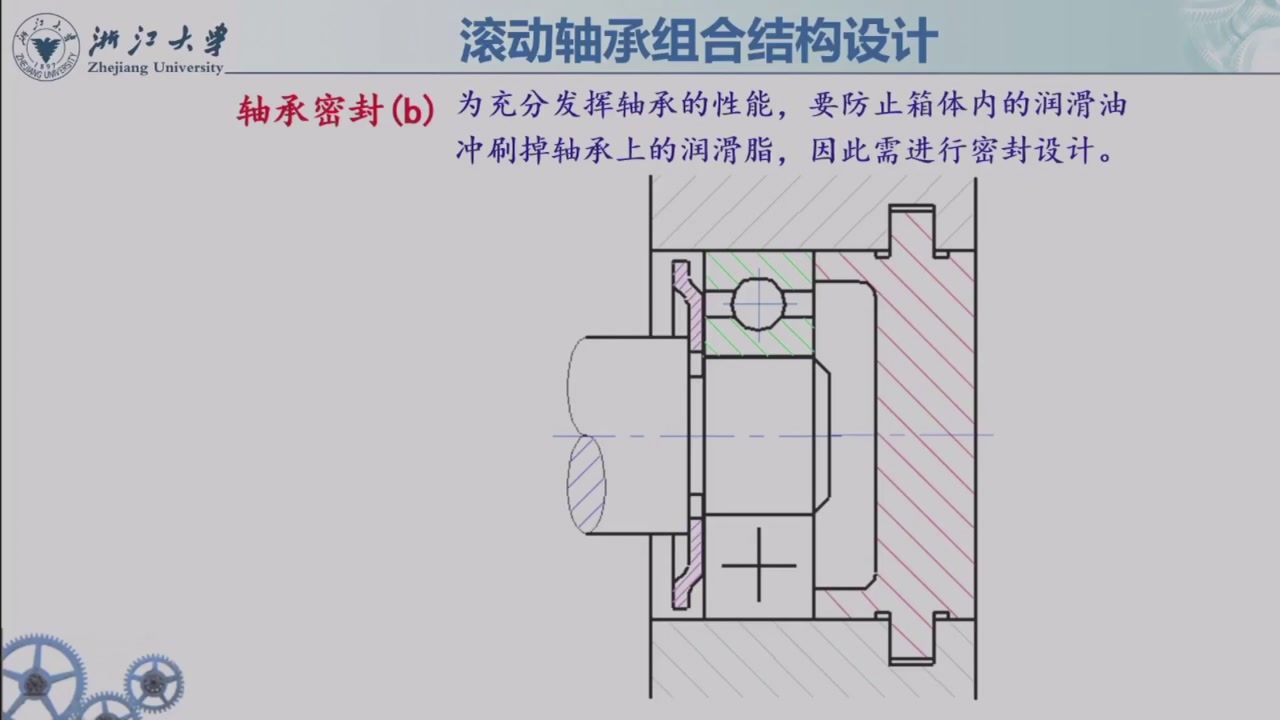 浙江大学
Zhejiang University
滚动轴承组合结构设计
轴承密封(b)
为充分发挥轴承的性能，要防止箱体内的润滑油
冲刷掉轴承上的润滑脂，因此需进行密封设计。